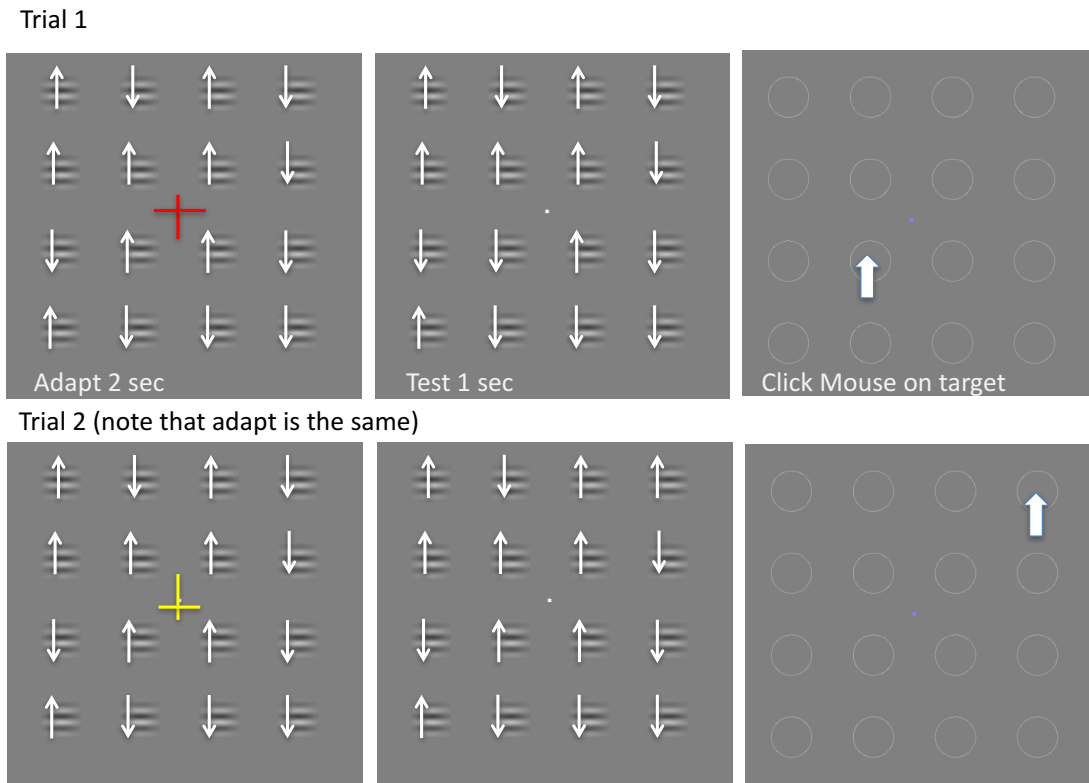 Trial 1
Adapt 2 sec
Test 1 sec
Click Mouse on target
Trial 2 (note that adapt is the same)